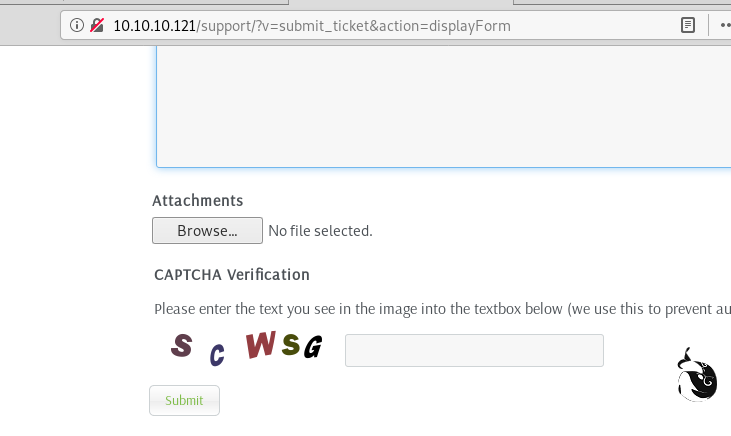 10.10.10.121/support/?v=submit_ticket&action=displayForm
Attachments
Browse... No file selected.
CAPTCHA Verification
Please enter the text you see in the image into the textbox below (we use this to prevent au
S c W S G
Submit